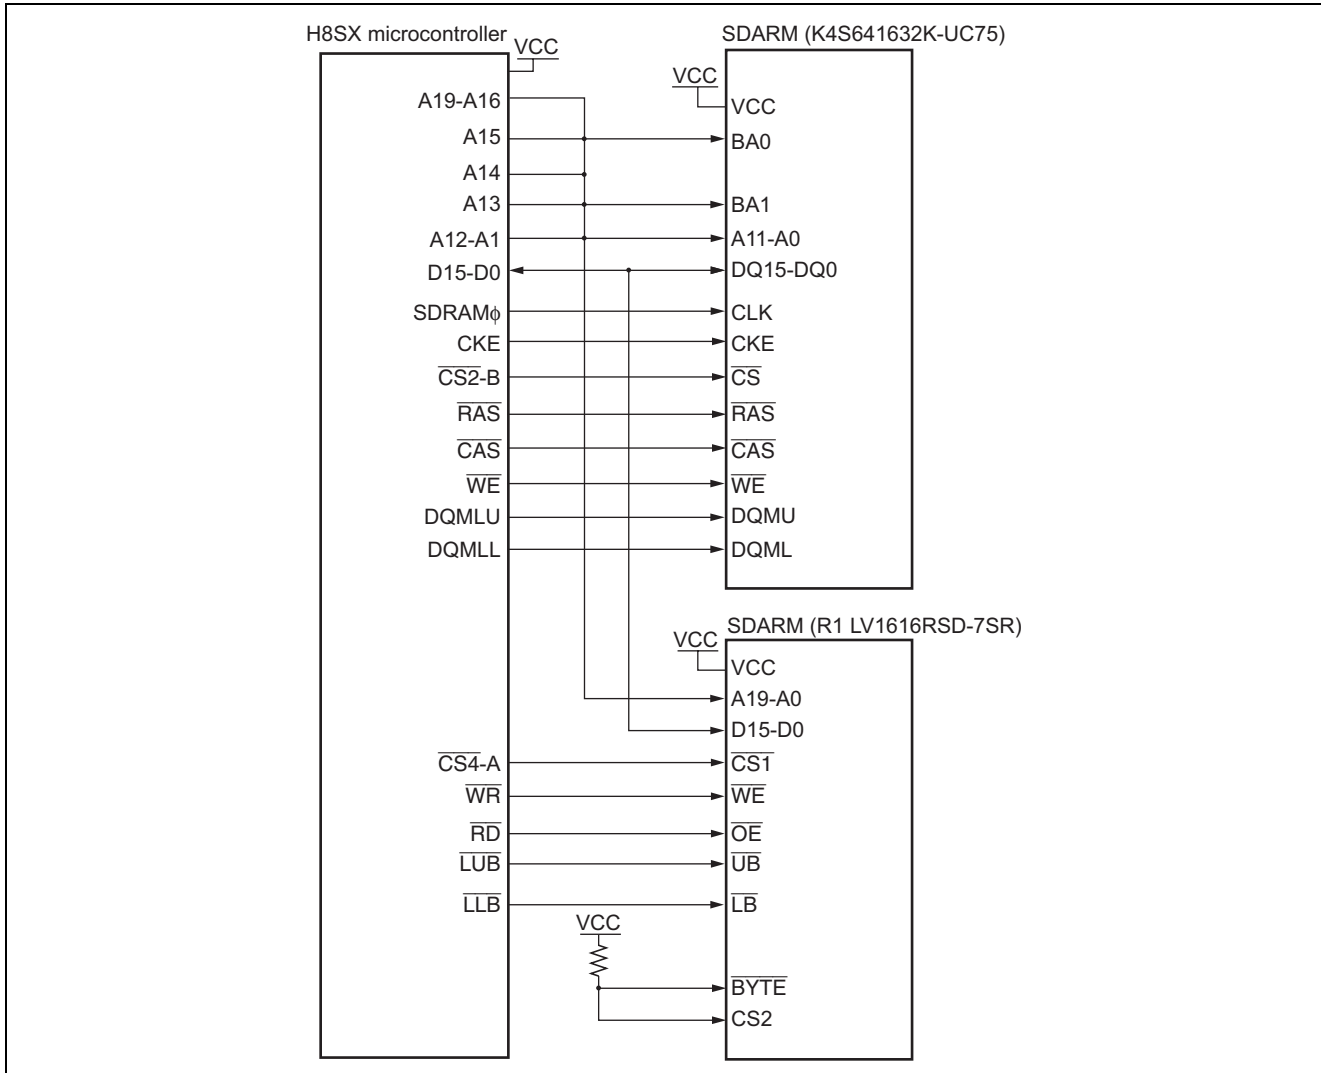 H8SX microcontroller
VCC
A19-A16
A15
A14
A13
A12-A1
D15-D0
SDRAMϕ
CKE
CS2-B
RAS
CAS
WE
DQMLU
DQMLL
CS4-A
WR
RD
LUB
LLB
SDARM (K4S641632K-UC75)
VCC
VCC
BA0
BA1
A11-A0
DQ15-DQ0
CLK
CKE
CS
RAS
CAS
WE
DQMU
DQML
SDARM (R1 LV1616RSD-7SR)
VCC
VCC
A19-A0
D15-D0
CS1
WE
OE
UB
LB
VCC
BYTE
CS2